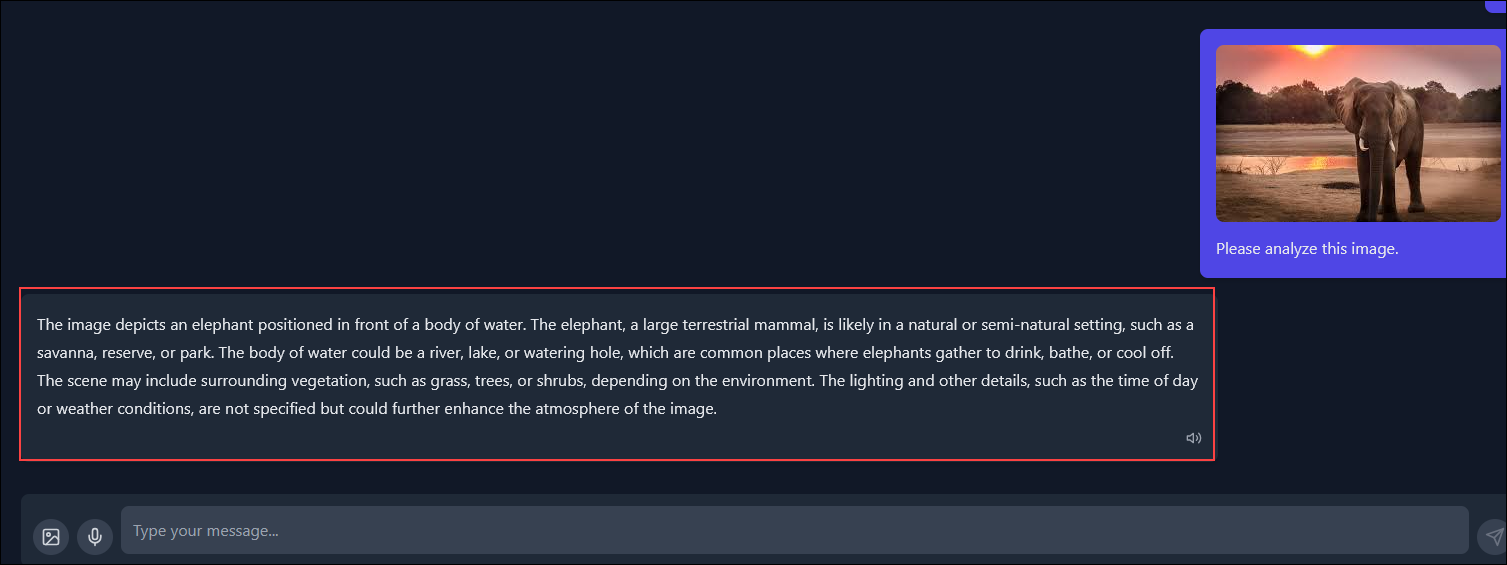 Please analyze this image.
The image depicts an elephant positioned in front of a body of water. The elephant, a large terrestrial mammal, is likely in a natural or semi-natural setting, such as a
savanna, reserve, or park. The body of water could be a river, lake, or watering hole, which are common places where elephants gather to drink, bathe, or cool off.
The scene may include surrounding vegetation, such as grass, trees, or shrubs, depending on the environment. The lighting and other details, such as the time of day
or weather conditions, are not specified but could further enhance the atmosphere of the image.
Type your message...